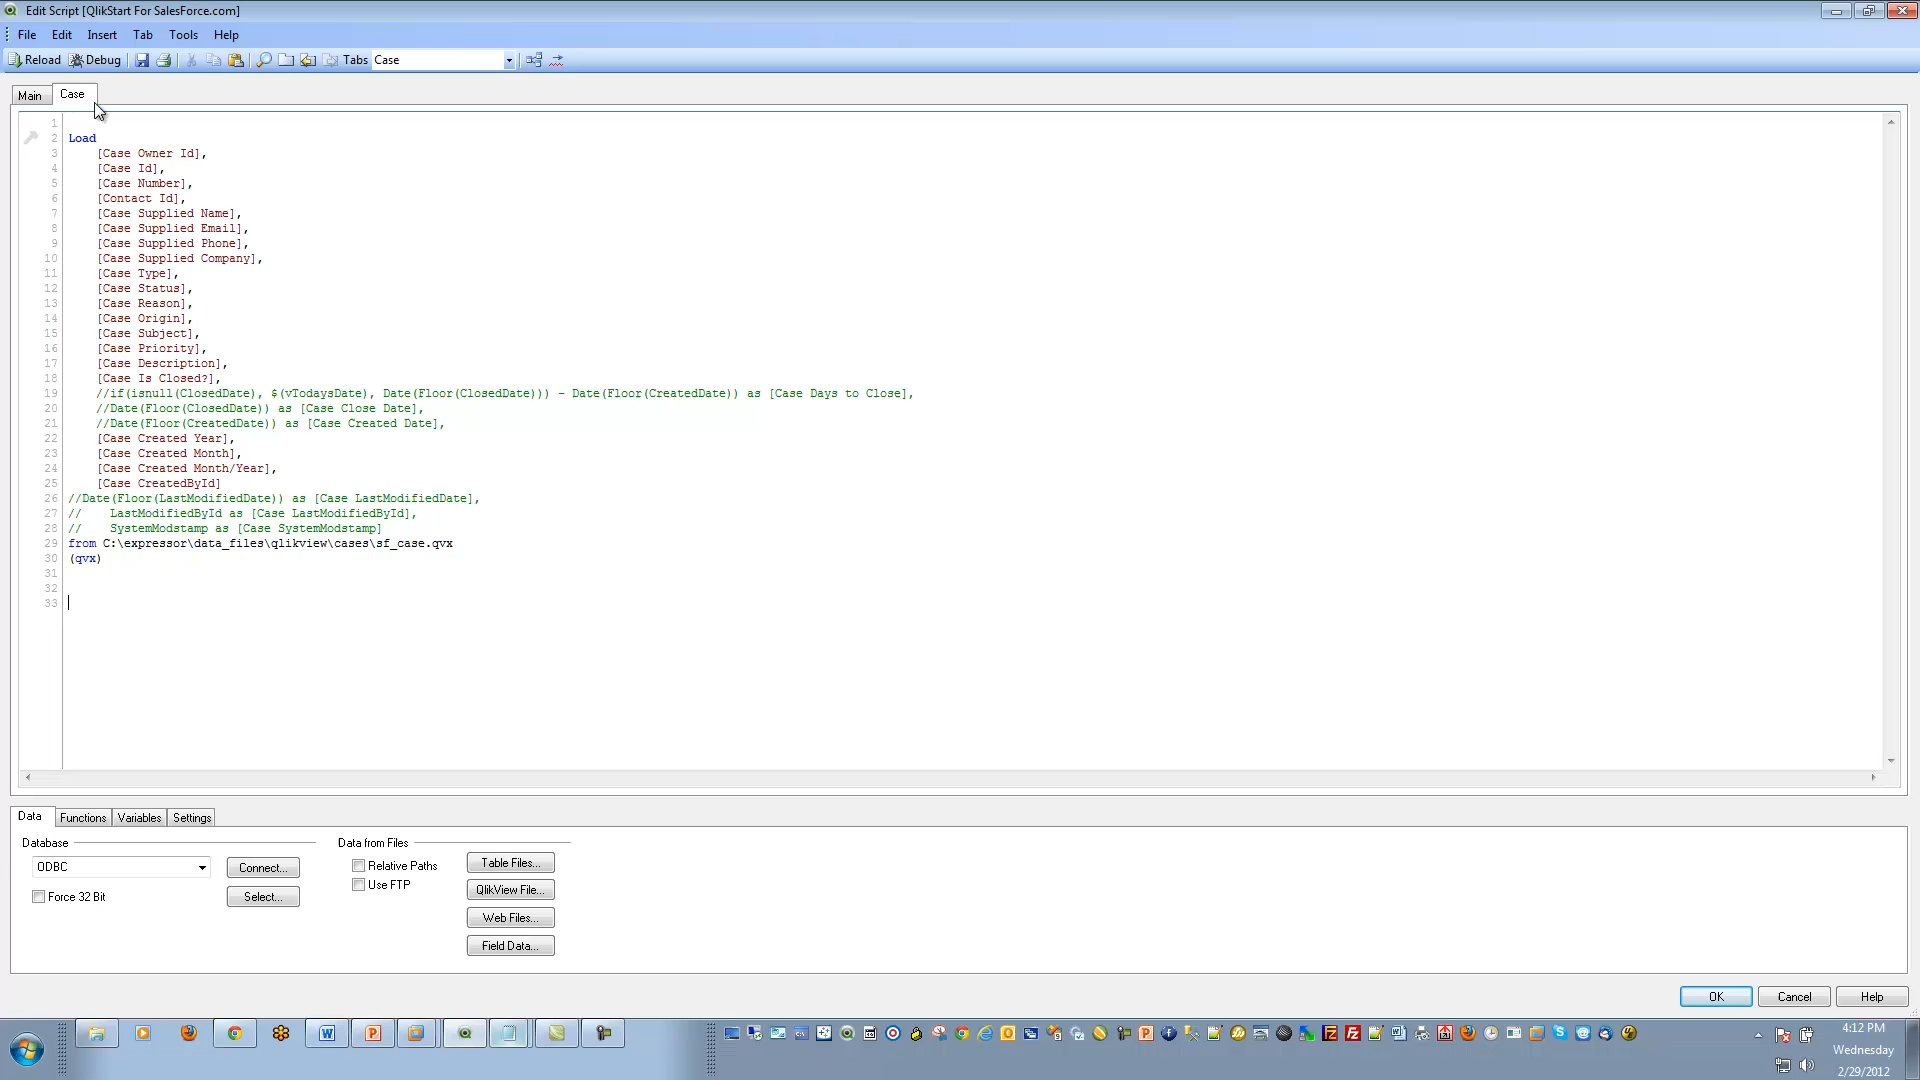 Edit Script [QlikStart For SalesForce.com]
File Edit Insert Tab Tools Help
Reload Debug Tabs Case
Main Case
1
2 Load
3 [Case Owner Id],
4 [Case Id],
5 [Case Number],
6 [Contact Id],
7 [Case Supplied Name],
8 [Case Supplied Email],
9 [Case Supplied Phone],
10 [Case Supplied Company],
11 [Case Type],
12 [Case Status],
13 [Case Reason],
14 [Case Origin],
15 [Case Subject],
16 [Case Priority],
17 [Case Description],
18 [Case Is Closed?],
19 //if(isnull(ClosedDate), $(vTodaysDate), Date(Floor(ClosedDate))) - Date(Floor(CreatedDate)) as [Case Days to Close],
20 //Date(Floor(ClosedDate)) as [Case Close Date],
21 //Date(Floor(CreatedDate)) as [Case Created Date],
22 [Case Created Year],
23 [Case Created Month],
24 [Case Created Month/Year],
25 [Case CreatedById]
26 //Date(Floor(LastModifiedDate)) as [Case LastModifiedDate],
27 // LastModifiedById as [Case LastModifiedById],
28 // SystemModstamp as [Case SystemModstamp]
29 from C:\expressor\data_files\qlikview\cases\sf_case.qvx
30 (qvx)
31
32
33
Data Functions Variables Settings
Database Data from Files
ODBC Connect... Relative Paths Table Files...
Use FTP QlikView File...
Force 32 Bit Select...
Web Files...
Field Data...
OK Cancel Help
4:12 PM
Wednesday
2/29/2012